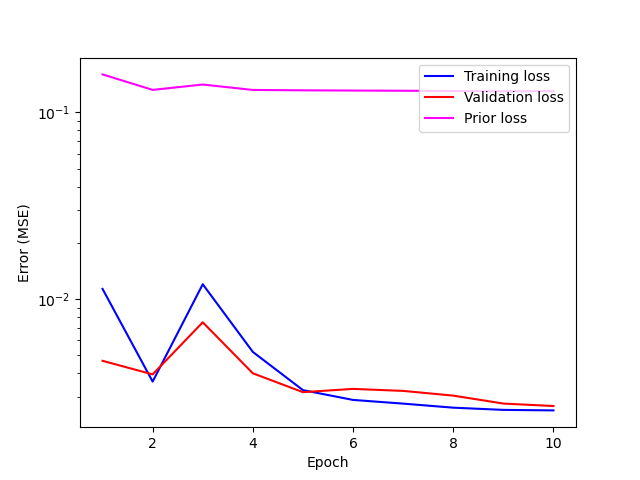 Training loss
Validation loss
Prior loss
10⁻¹
10⁻²
Error (MSE)
2 4 6 8 10
Epoch